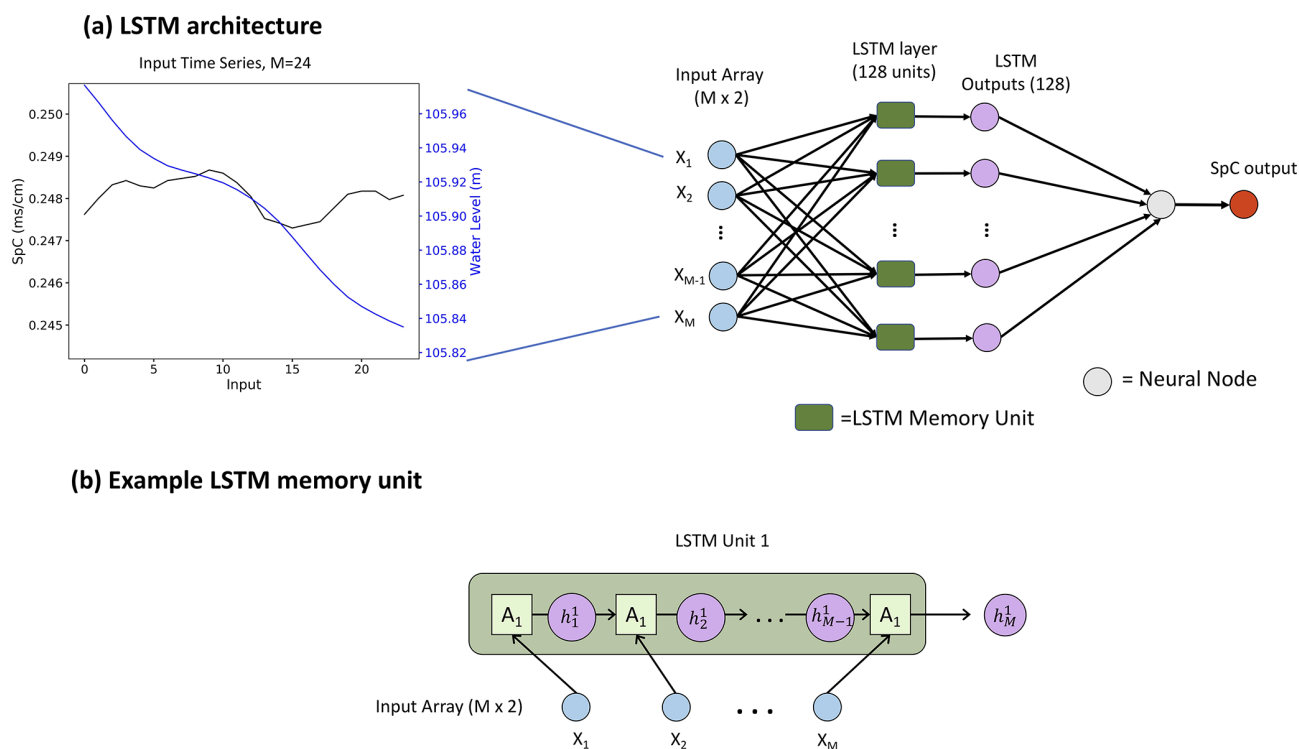 (a) LSTM architecture
Input Time Series, M=24
0.250
0.249
0.248
0.247
0.246
0.245
SpC (ms/cm)
0
5
10
15
20
Input
105.96
105.94
105.92
105.90
105.88
105.86
105.84
105.82
Water Level (m)
Input Array
(M x 2)
X1
X2
XM-1
XM
LSTM layer
(128 units)
LSTM
Outputs (128)
SpC output
= Neural Node
=LSTM Memory Unit
(b) Example LSTM memory unit
LSTM Unit 1
A1 h¹1 A1 h¹2 ... h¹M−1 A1 h¹M
Input Array (M x 2)
X1 X2 XM